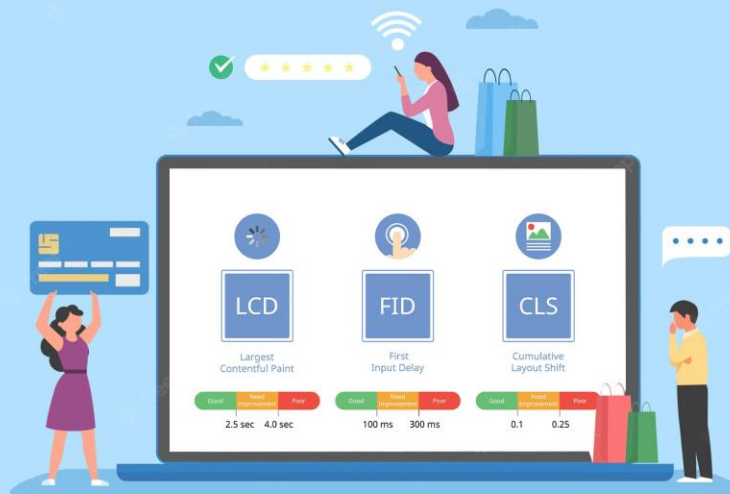 LCD
FID
CLS
Largest
Contentful Paint
First
Input Delay
Cumulative
Layout Shift
Good
Need
Improvement
Poor
Good
Need
Improvement
Poor
Good
Need
Improvement
Poor
2.5 sec 4.0 sec
100 ms 300 ms
0.1 0.25